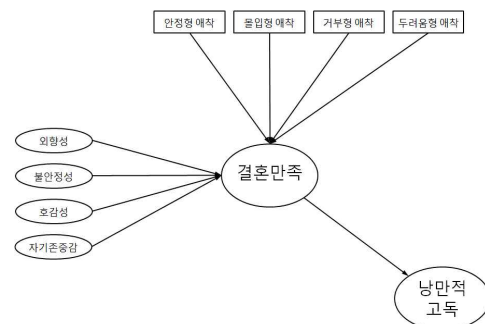 안정형 애착
몰입형 애착
거부형 애착
두려움형 애착
외향성
불안정성
호감성
자기존중감
결혼만족
낭만적
고독